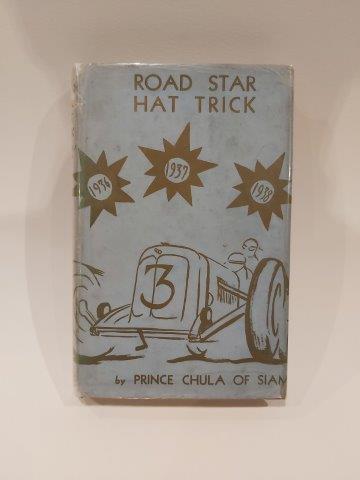 ROAD STAR
HAT TRICK
1936
1937
1938
3
by PRINCE CHULA OF SIAM